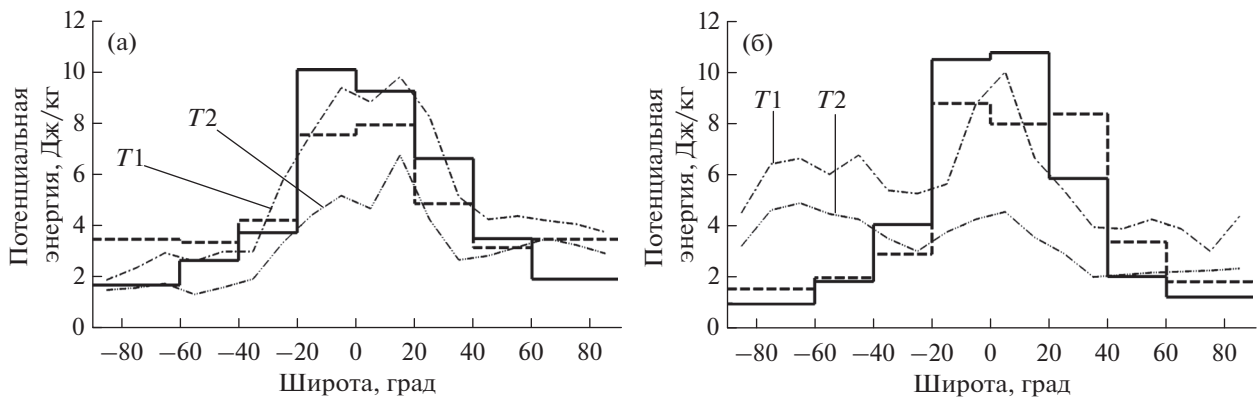 (а)
Потенциальная
энергия, Дж/кг
12
10
8
6
4
2
0
T1
T2
−80 −60 −40 −20 0 20 40 60 80
Широта, град
(б)
Потенциальная
энергия, Дж/кг
12
10
8
6
4
2
0
T1 T2
−80 −60 −40 −20 0 20 40 60 80
Широта, град